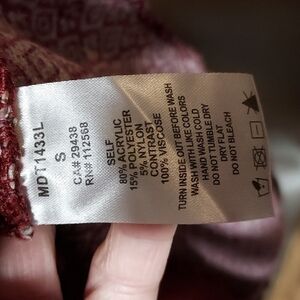 MDT1433L
S
CA# 29438
RN# 112568
SELF
80% ACRYLIC
15% POLYESTER
5% NYLON
CONTRAST
100% VISCOSE
TURN INSIDE OUT BEFORE WASH
WASH WITH LIKE COLORS
HAND WASH COLD
DO NOT TUMBLE DRY
DRY FLAT
DO NOT BLEACH